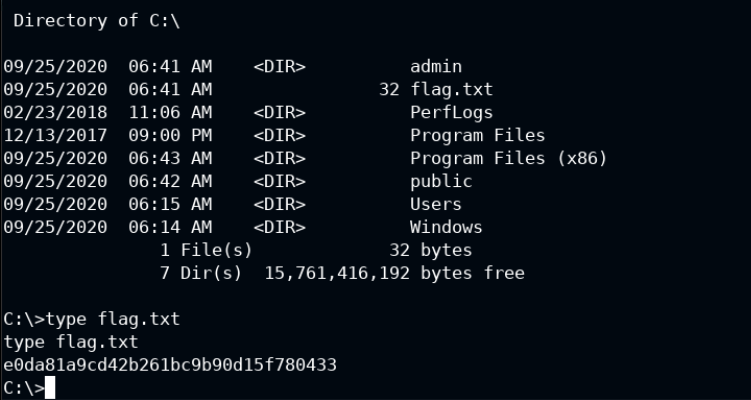 Directory of C:\
09/25/2020  06:41 AM    <DIR>          admin
09/25/2020  06:41 AM                32 flag.txt
02/23/2018  11:06 AM    <DIR>          PerfLogs
12/13/2017  09:00 PM    <DIR>          Program Files
09/25/2020  06:43 AM    <DIR>          Program Files (x86)
09/25/2020  06:42 AM    <DIR>          public
09/25/2020  06:15 AM    <DIR>          Users
09/25/2020  06:14 AM    <DIR>          Windows
               1 File(s)             32 bytes
               7 Dir(s)  15,761,416,192 bytes free
C:\>type flag.txt
type flag.txt
e0da81a9cd42b261bc9b90d15f780433
C:\>